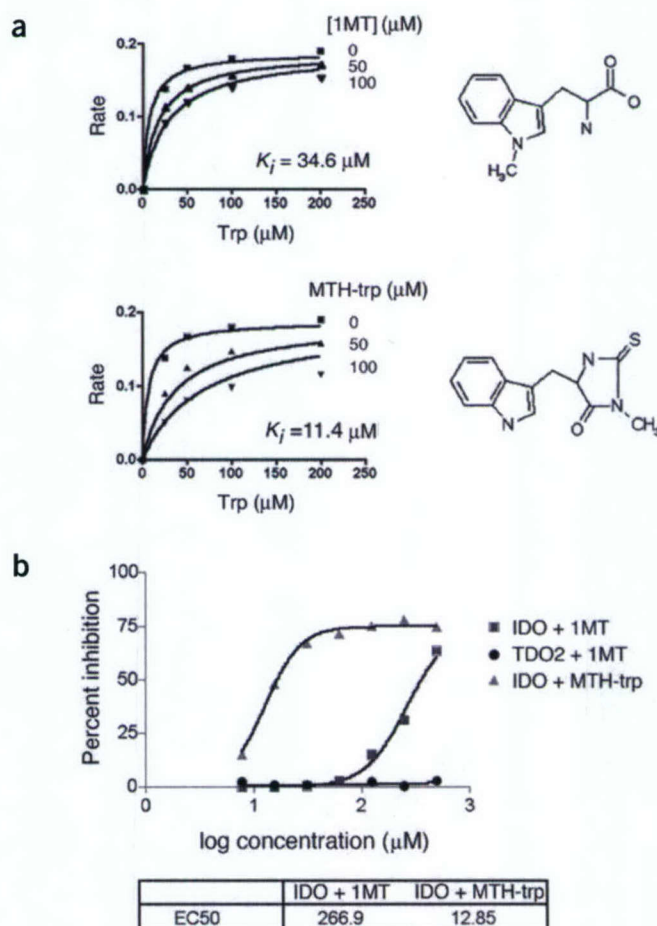 a
[1MT] (μM)
0.2
0.1
0.0
Rate
0
50
100
Ki = 34.6 μM
0 50 100 150 200 250
Trp (μM)
O
O
N
N
H₃C
MTH-trp (μM)
0.2
0.1
0.0
Rate
0
50
100
Ki =11.4 μM
0 50 100 150 200 250
Trp (μM)
N
S
N
O
N
CH₃
b
100
75
50
25
0
Percent inhibition
IDO + 1MT
TDO2 + 1MT
IDO + MTH-trp
0 1 2 3
log concentration (μM)
IDO + 1MT IDO + MTH-trp
EC50 266.9 12.85